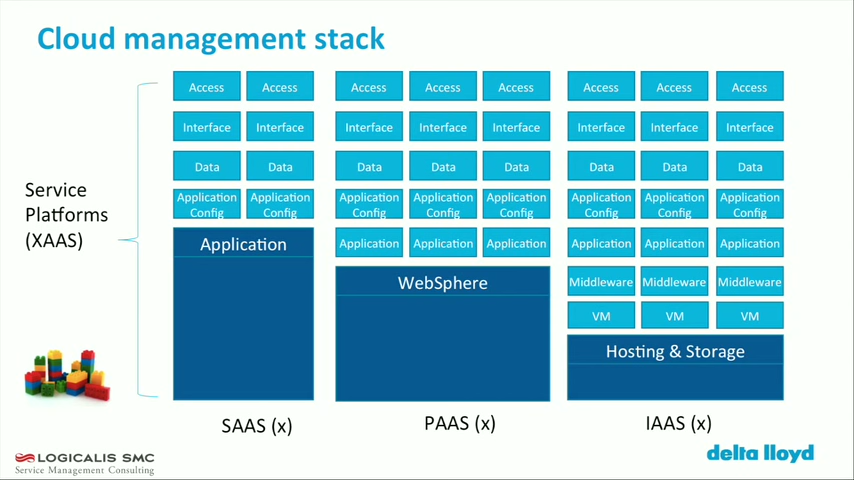 Cloud management stack
Access Access Access Access Access Access Access Access
Interface Interface Interface Interface Interface Interface Interface Interface
Data Data Data Data Data Data Data Data
Service
Platforms
(XAAS)
Application Application Application Application Application Application Application Application
Config Config Config Config Config Config Config Config
Application Application Application Application Application Application Application
WebSphere
Middleware Middleware Middleware
VM VM VM
Hosting & Storage
SAAS (x) PAAS (x) IAAS (x)
LOGICALIS SMC
Service Management Consulting
delta lloyd